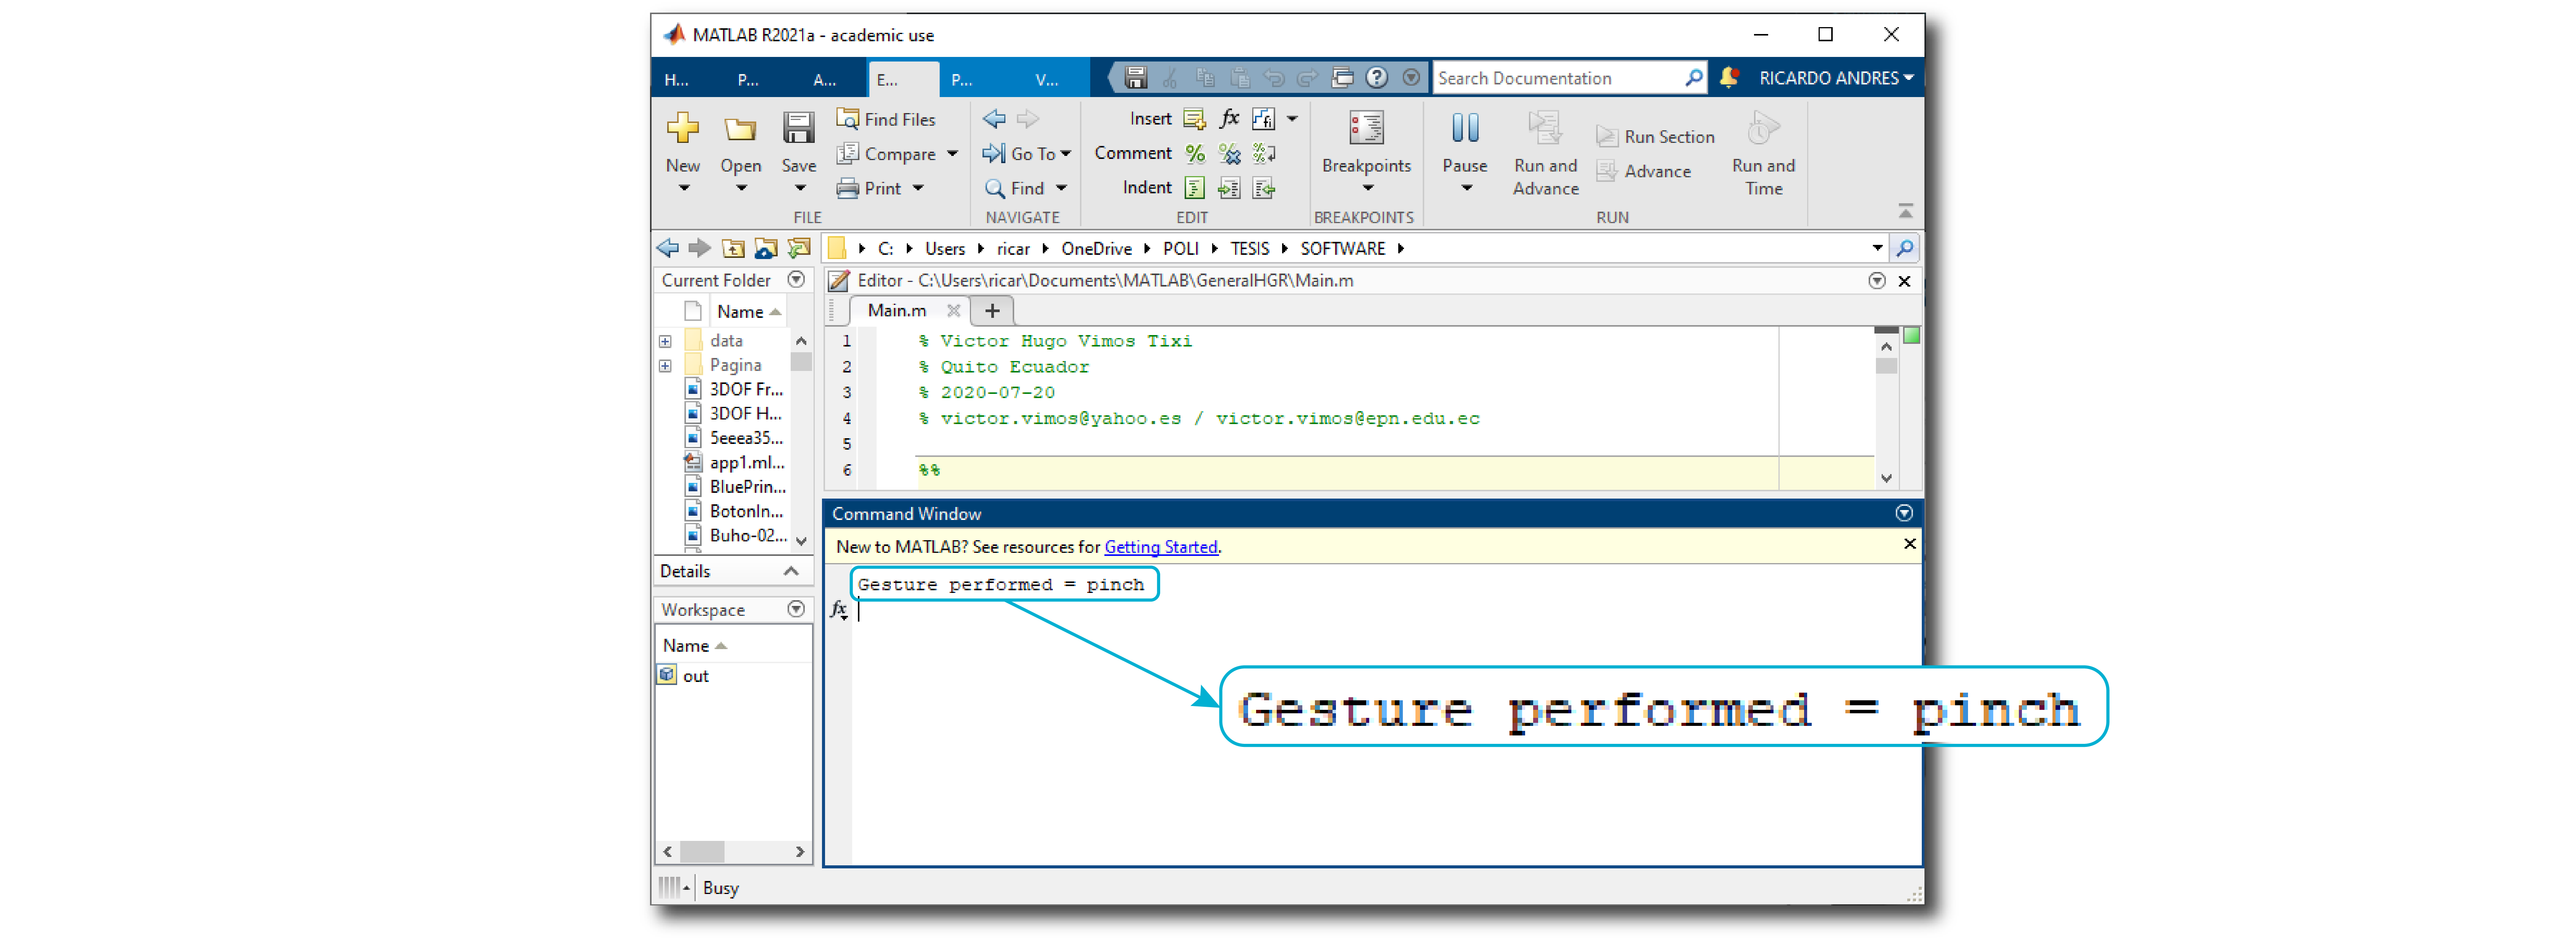 MATLAB R2021a - academic use
H... P... A... E... P... V... Search Documentation RICARDO ANDRES
New Open Save Find Files Compare Print
FILE
Go To Find
NAVIGATE
Insert fx fi
Comment
Indent
EDIT
Breakpoints
BREAKPOINTS
Pause Run and Advance Run Section Advance Run and Time
RUN
C: Users ricar OneDrive POLI TESIS SOFTWARE
Current Folder
Name
data
Pagina
3DOF Fr...
3DOF H...
5eeea35...
app1.ml...
BluePrin...
BotonIn...
Buho-02...
Details
Workspace
Name
out
Editor - C:\Users\ricar\Documents\MATLAB\GeneralHGR\Main.m
Main.m +
1 % Victor Hugo Vimos Tixi
2 % Quito Ecuador
3 % 2020-07-20
4 % victor.vimos@yahoo.es / victor.vimos@epn.edu.ec
5
6 %%
Command Window
New to MATLAB? See resources for Getting Started.
Gesture performed = pinch
fx
Gesture performed = pinch
Busy